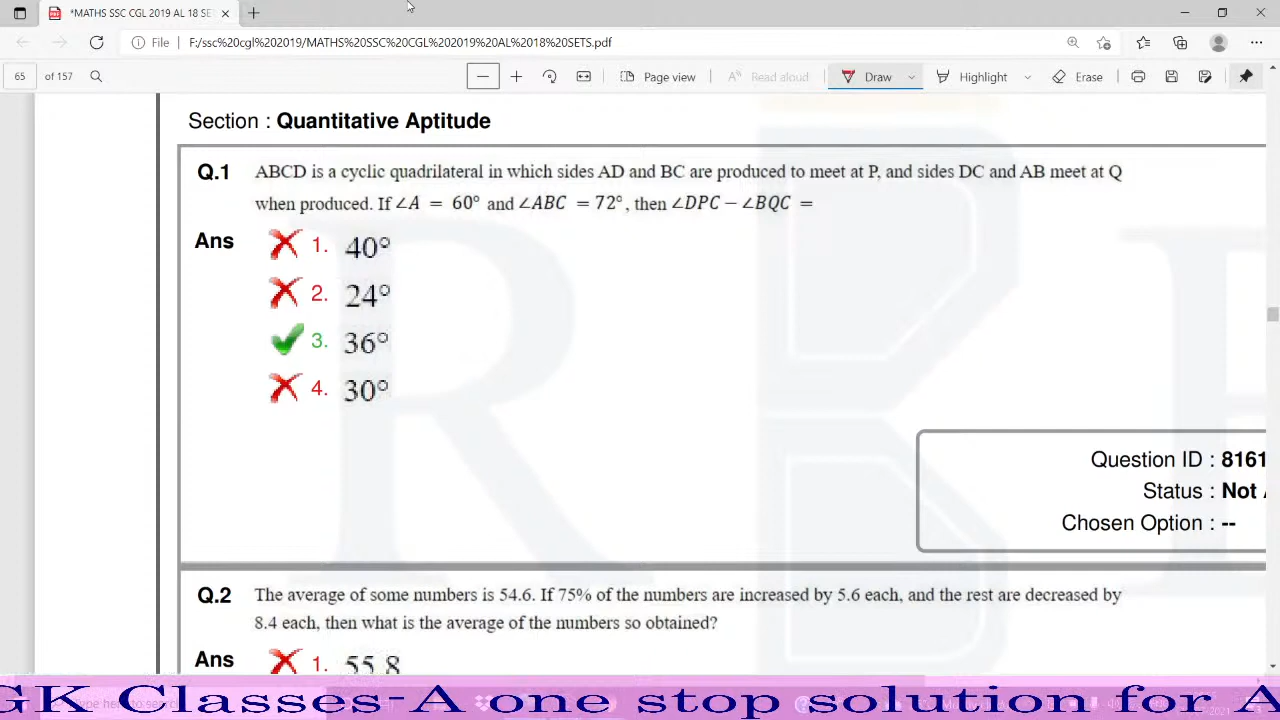 *MATHS SSC CGL 2019 AL 18 SE
File F:/ssc%20cgl%202019/MATHS%20SSC%20CGL%202019%20AL%2018%20SETS.pdf
65 of 157 Page view Read aloud Draw Highlight Erase
Section : Quantitative Aptitude
Q.1 ABCD is a cyclic quadrilateral in which sides AD and BC are produced to meet at P, and sides DC and AB meet at Q
when produced. If ∠A = 60° and ∠ABC = 72°, then ∠DPC − ∠BQC =
Ans 1. 40°
2. 24°
3. 36°
4. 30°
Question ID : 8161
Status : Not
Chosen Option : --
Q.2 The average of some numbers is 54.6. If 75% of the numbers are increased by 5.6 each, and the rest are decreased by
8.4 each, then what is the average of the numbers so obtained?
Ans 1. 55.8
GK Classes-A one stop solution for A